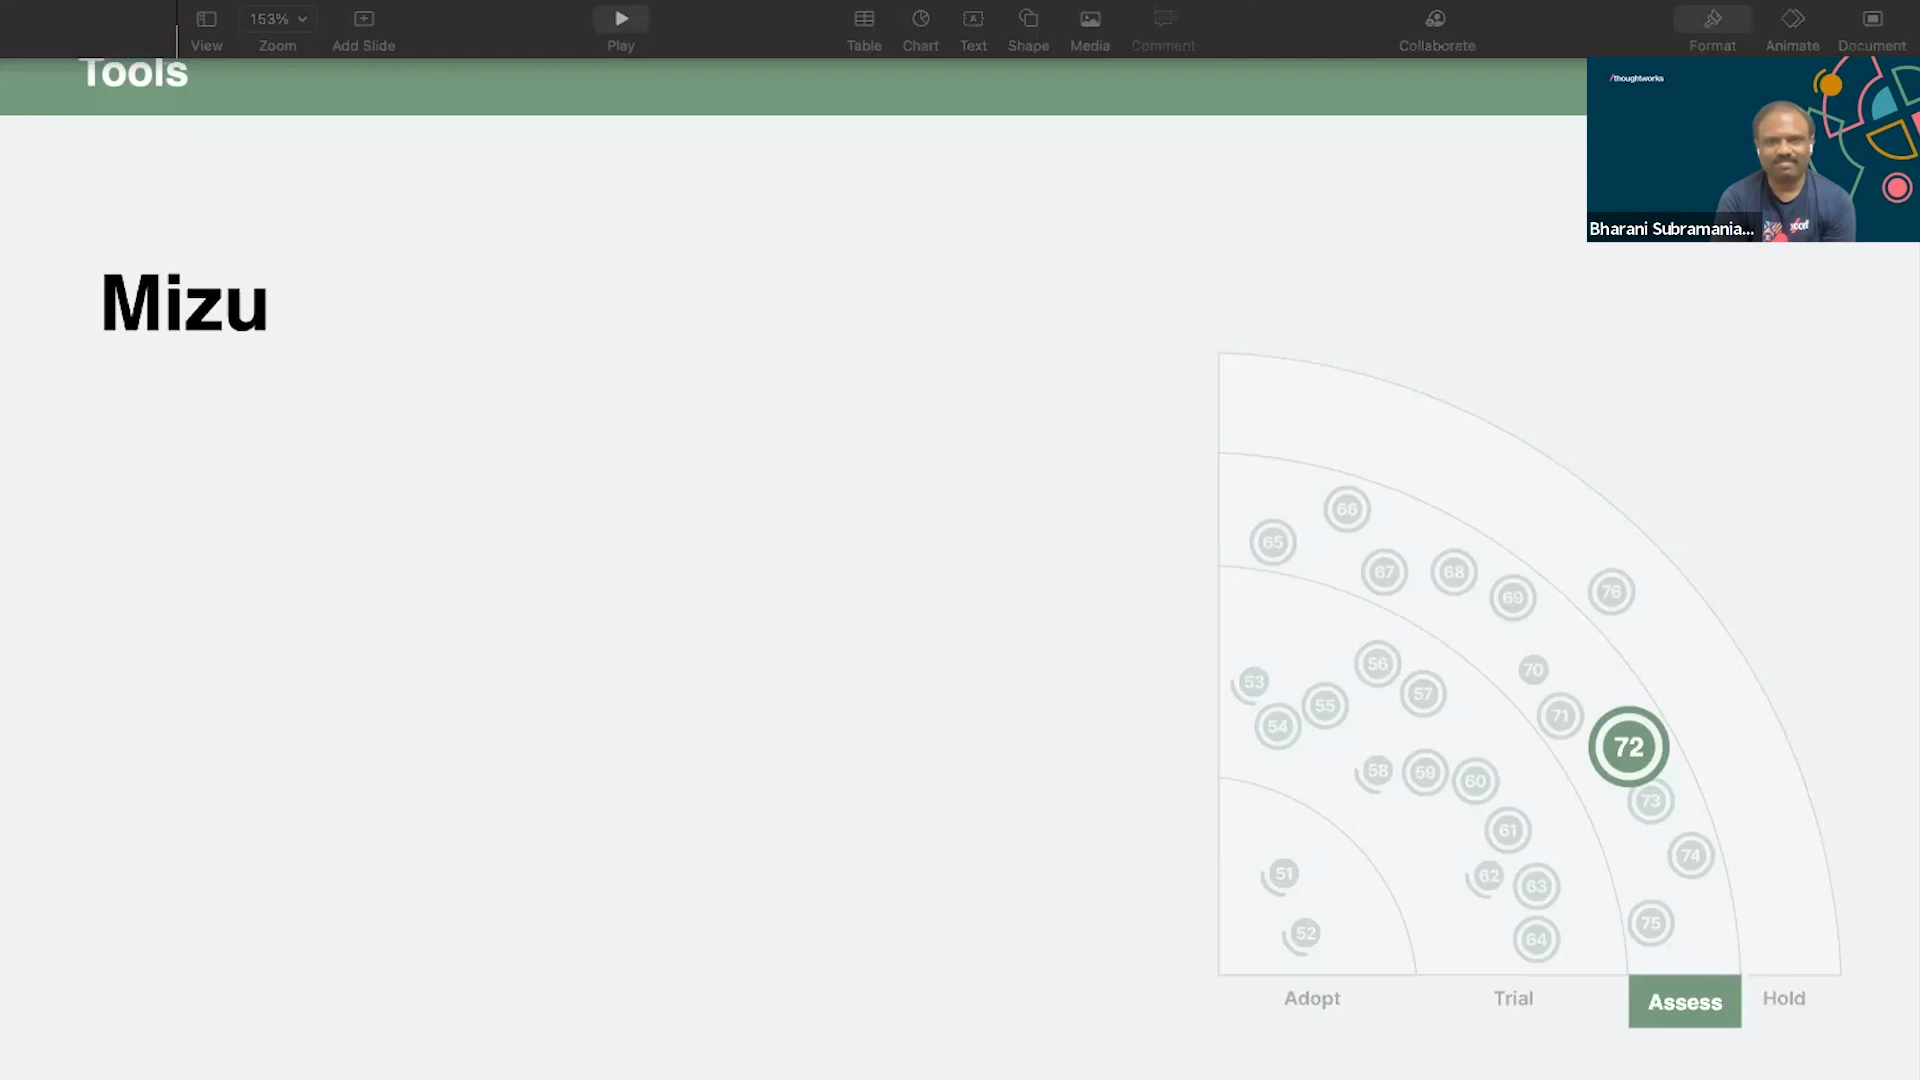 153%
View
Zoom
Add Slide
Play
Table
Chart
Text
Shape
Media
Comment
Collaborate
Format
Animate
Document
Tools
/thoughtworks
Bharani Subramania...
Mizu
66
65
67
68
69
76
56
70
53
57
55
71
54
72
58
59
60
73
61
74
51
62
63
75
52
64
Adopt
Trial
Assess
Hold